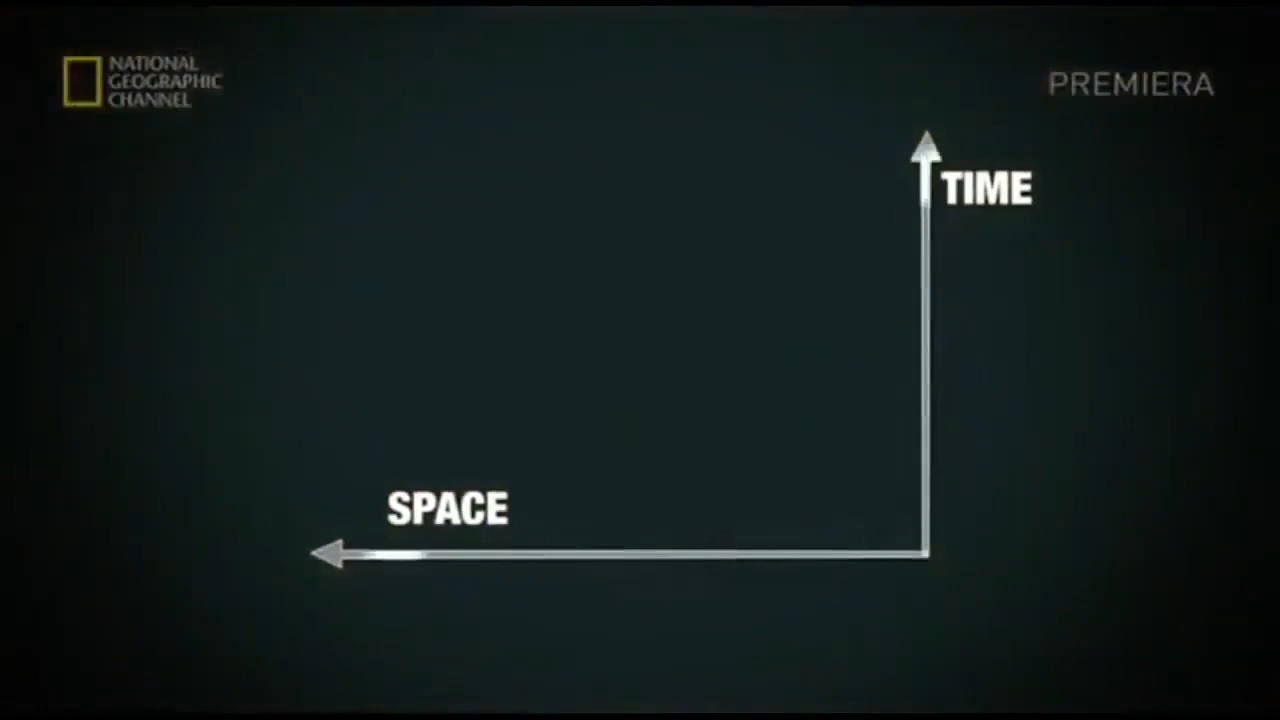 NATIONAL
GEOGRAPHIC
CHANNEL
PREMIERA
TIME
SPACE